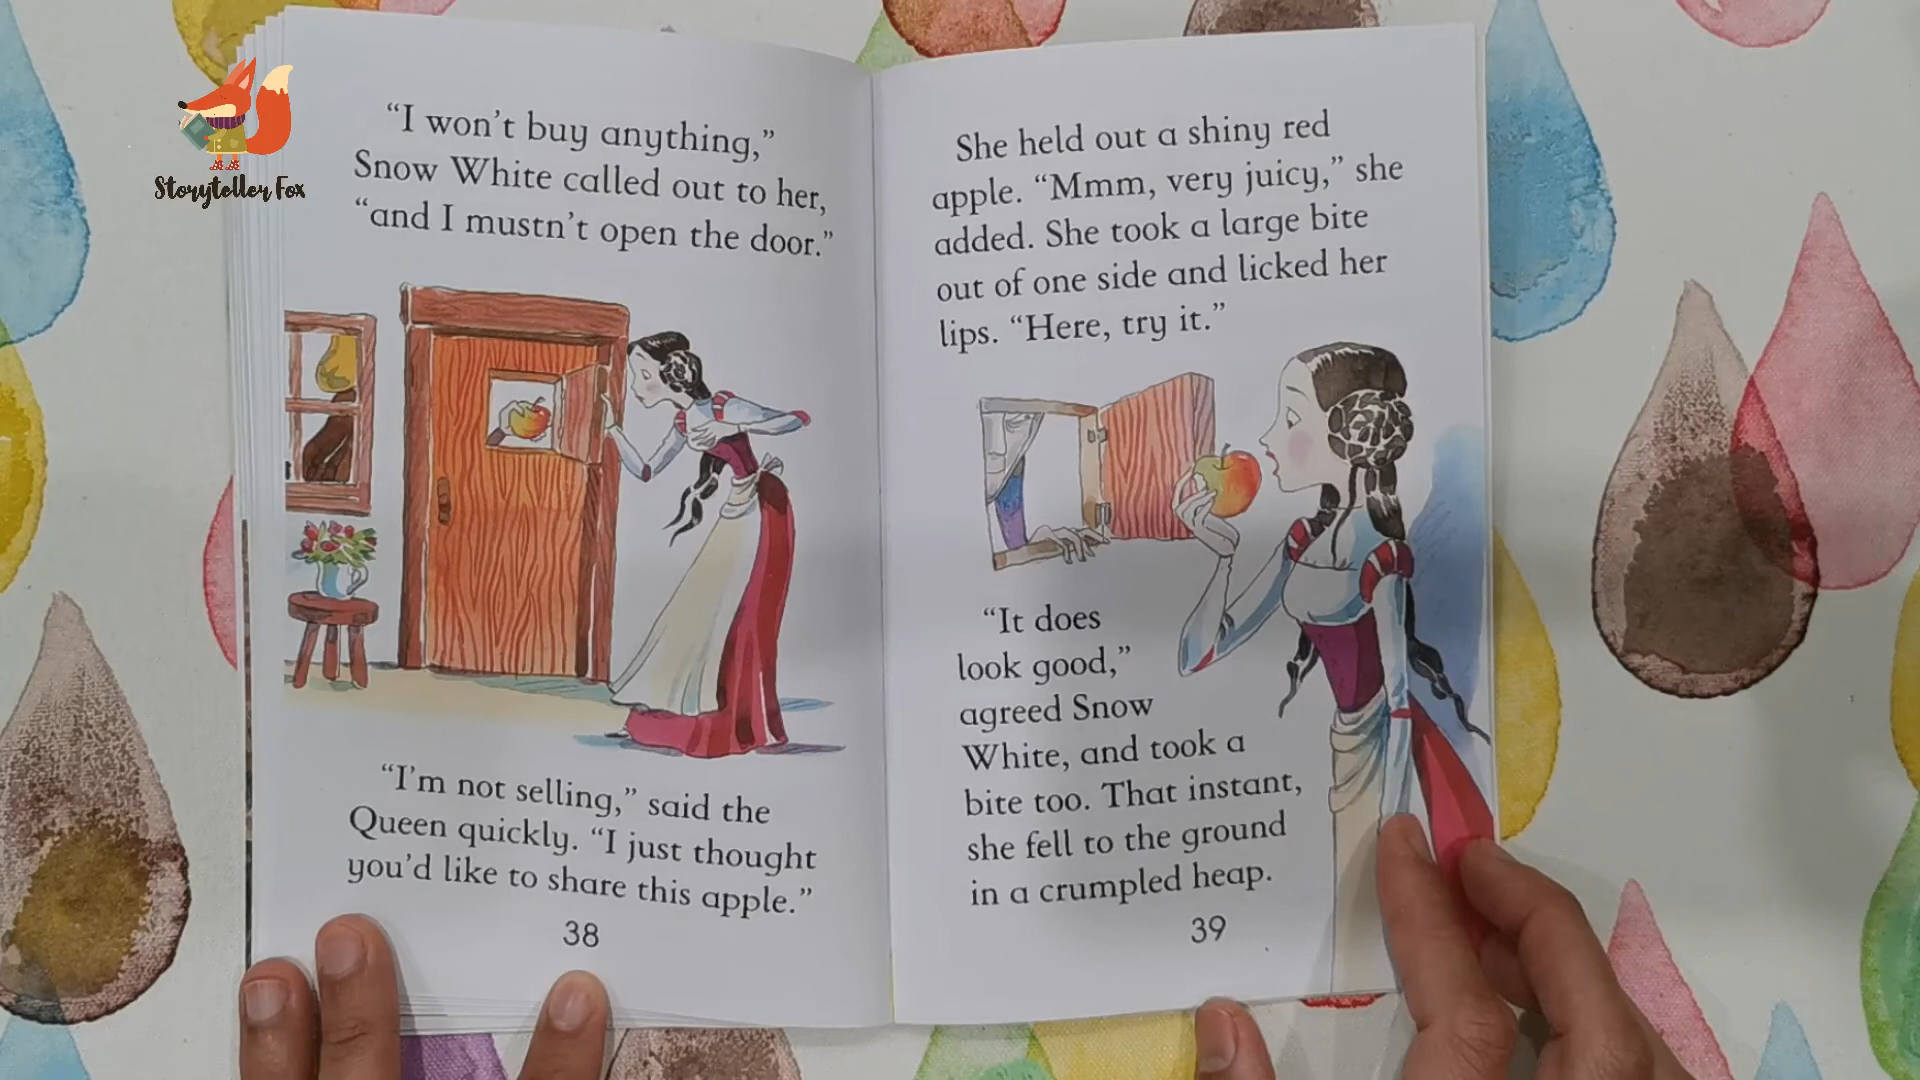 Storyteller Fox
“I won’t buy anything,”
Snow White called out to her,
“and I mustn’t open the door.”
“I’m not selling,” said the
Queen quickly. “I just thought
you’d like to share this apple.”
38
She held out a shiny red
apple. “Mmm, very juicy,” she
added. She took a large bite
out of one side and licked her
lips. “Here, try it.”
“It does
look good,”
agreed Snow
White, and took a
bite too. That instant,
she fell to the ground
in a crumpled heap.
39